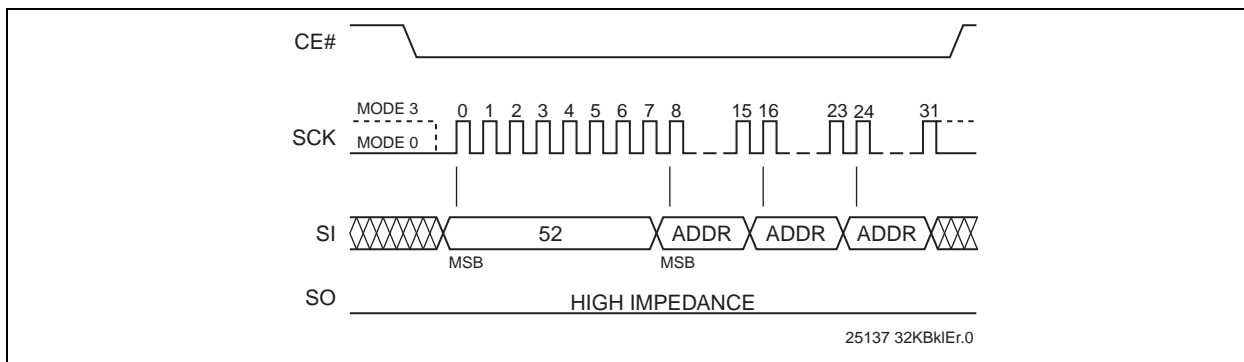 CE#
MODE 3
0 1 2 3 4 5 6 7 8 15 16 23 24 31
SCK
MODE 0
SI
52 ADDR ADDR ADDR
MSB MSB
SO
HIGH IMPEDANCE
25137 32KBklEr.0